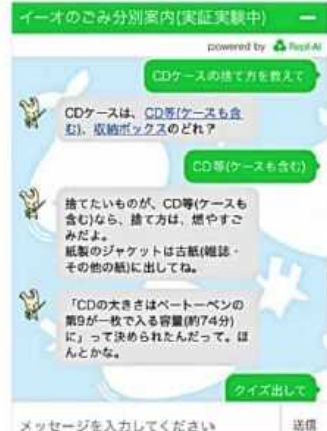 イーオのごみ分別案内(実証実験中)
powered by Repl-AI
CDケースの捨て方を教えて
CDケースは、CD等(ケースも含
む)、収納ボックスのどれ?
CD等(ケースも含む)
捨てたいものが、CD等(ケースも
含む)なら、捨て方は、燃やすご
みだよ。
紙製のジャケットは古紙(雑誌・
その他の紙)に出してね。
「CDの大きさはベートーベンの
第9が一枚で入る容量(約74分)
に」って決められたんだって。ほ
んとかな。
クイズ出して
メッセージを入力してください
送信